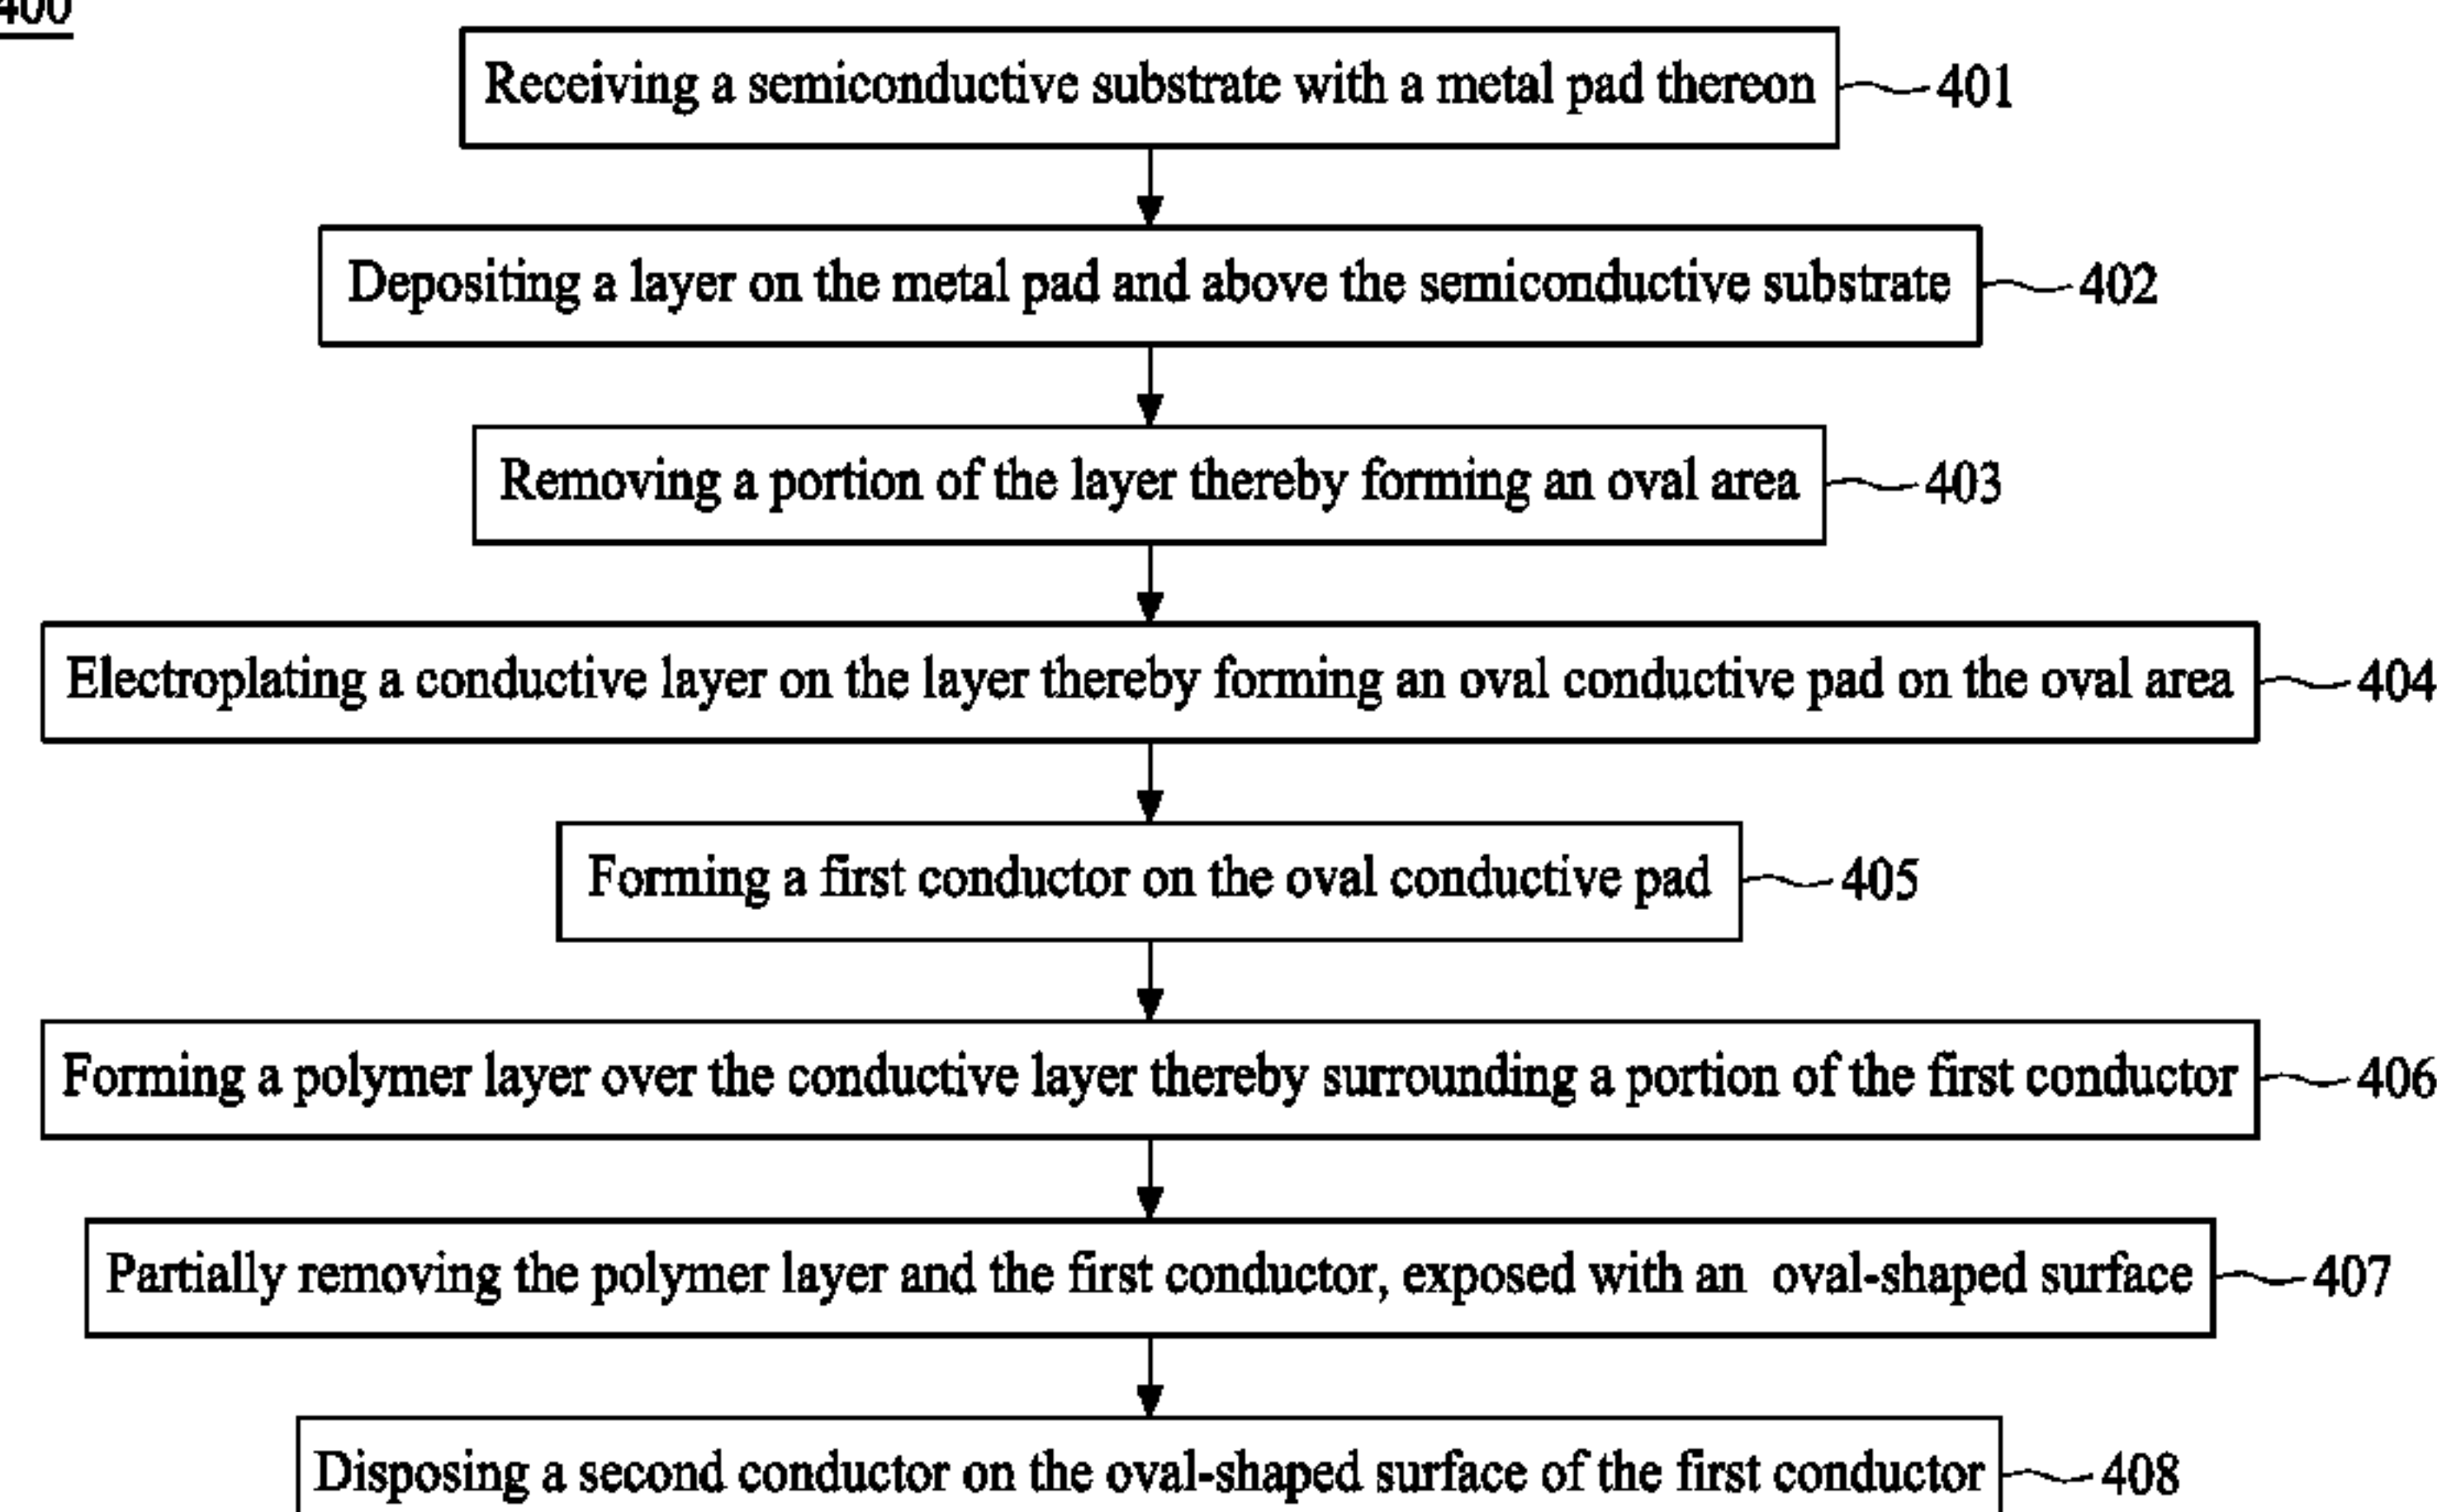 400
Receiving a semiconductive substrate with a metal pad thereon 401
Depositing a layer on the metal pad and above the semiconductive substrate 402
Removing a portion of the layer thereby forming an oval area 403
Electroplating a conductive layer on the layer thereby forming an oval conductive pad on the oval area 404
Forming a first conductor on the oval conductive pad 405
Forming a polymer layer over the conductive layer thereby surrounding a portion of the first conductor 406
Partially removing the polymer layer and the first conductor, exposed with an oval-shaped surface 407
Disposing a second conductor on the oval-shaped surface of the first conductor 408